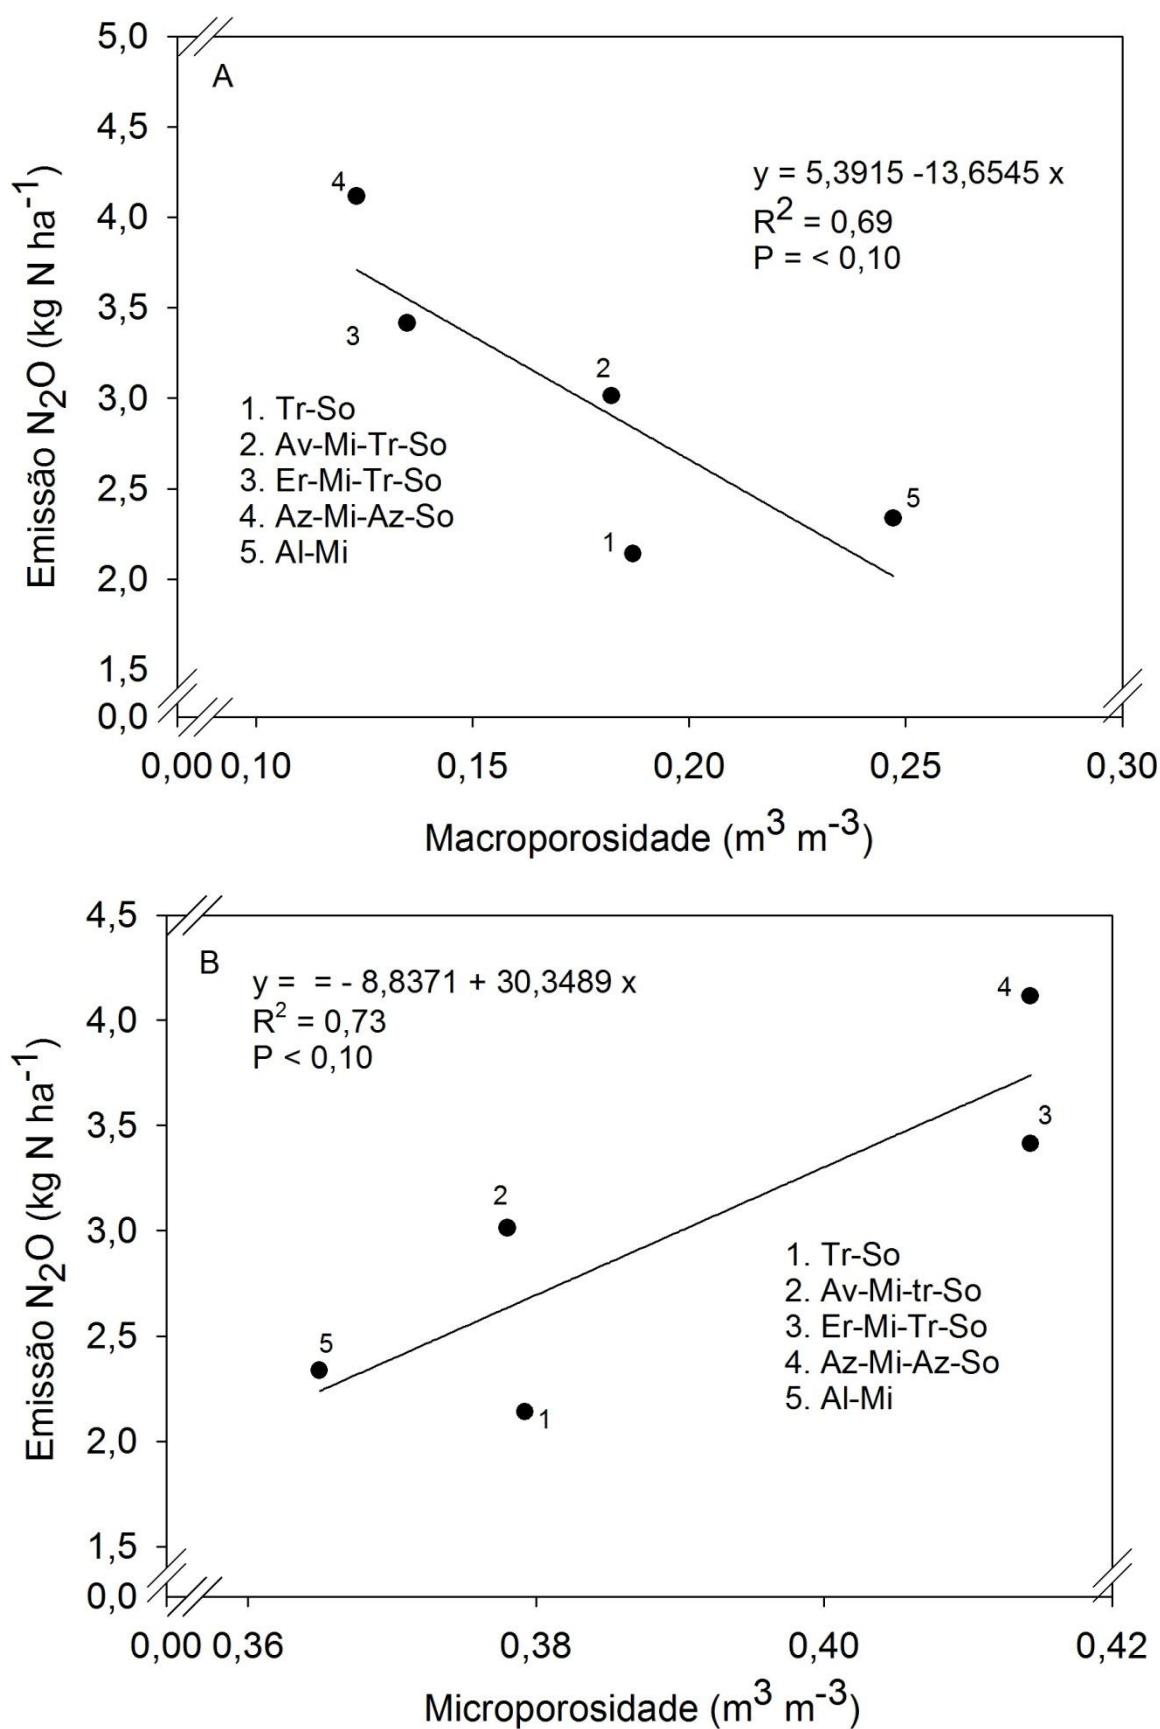 5,0
A
4,5
4,0
3,5
3,0
2,5
2,0
1,5
0,0
Emissão N₂O (kg N ha⁻¹)
y = 5,3915 -13,6545 x
R² = 0,69
P = < 0,10
4
3
2
5
1
1. Tr-So
2. Av-Mi-Tr-So
3. Er-Mi-Tr-So
4. Az-Mi-Az-So
5. Al-Mi
0,00 0,10 0,15 0,20 0,25 0,30
Macroporosidade (m³ m⁻³)
4,5
B
4,0
3,5
3,0
2,5
2,0
1,5
0,0
Emissão N₂O (kg N ha⁻¹)
y = = - 8,8371 + 30,3489 x
R² = 0,73
P < 0,10
4
3
2
5
1
1. Tr-So
2. Av-Mi-tr-So
3. Er-Mi-Tr-So
4. Az-Mi-Az-So
5. Al-Mi
0,00 0,36 0,38 0,40 0,42
Microporosidade (m³ m⁻³)